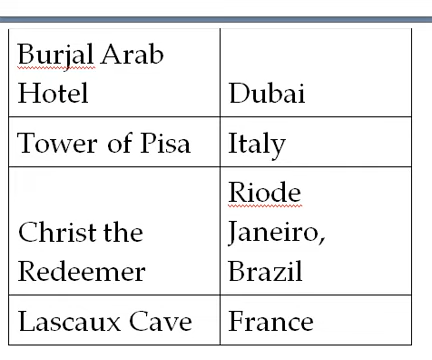 Burjal Arab
Hotel
Dubai
Tower of Pisa
Italy
Christ the
Redeemer
Riode
Janeiro,
Brazil
Lascaux Cave
France